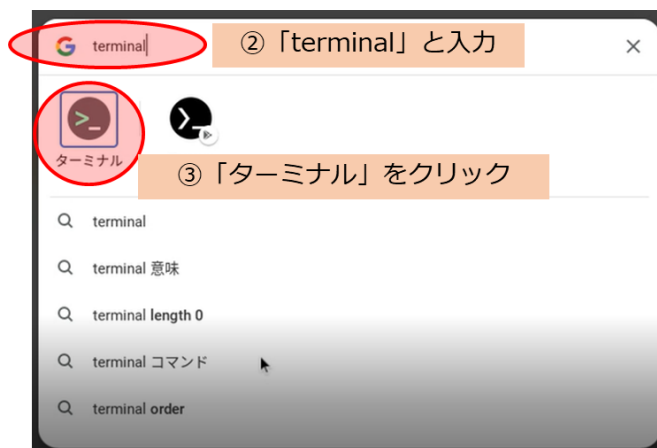 terminal
②「terminal」と入力
ターミナル
③「ターミナル」をクリック
terminal
terminal 意味
terminal length 0
terminal コマンド
terminal order